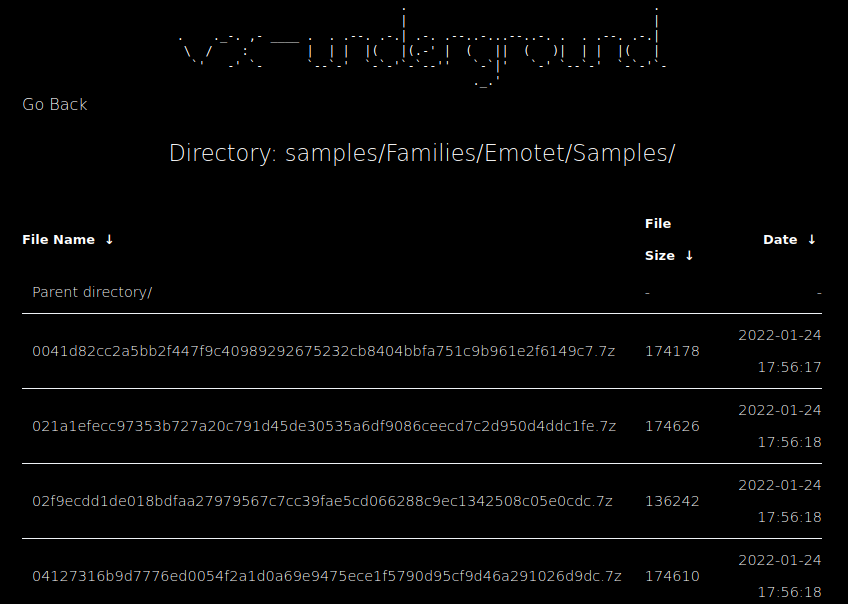 vx-underground
Go Back
Directory: samples/Families/Emotet/Samples/
File Name ↓ File Size ↓ Date ↓
Parent directory/ - -
0041d82cc2a5bb2f447f9c40989292675232cb8404bbfa751c9b961e2f6149c7.7z 174178 2022-01-24 17:56:17
021a1efecc97353b727a20c791d45de30535a6df9086ceecd7c2d950d4ddc1fe.7z 174626 2022-01-24 17:56:18
02f9ecdd1de018bdfaa27979567c7cc39fae5cd066288c9ec1342508c05e0cdc.7z 136242 2022-01-24 17:56:18
04127316b9d7776ed0054f2a1d0a69e9475ece1f5790d95cf9d46a291026d9dc.7z 174610 2022-01-24 17:56:18